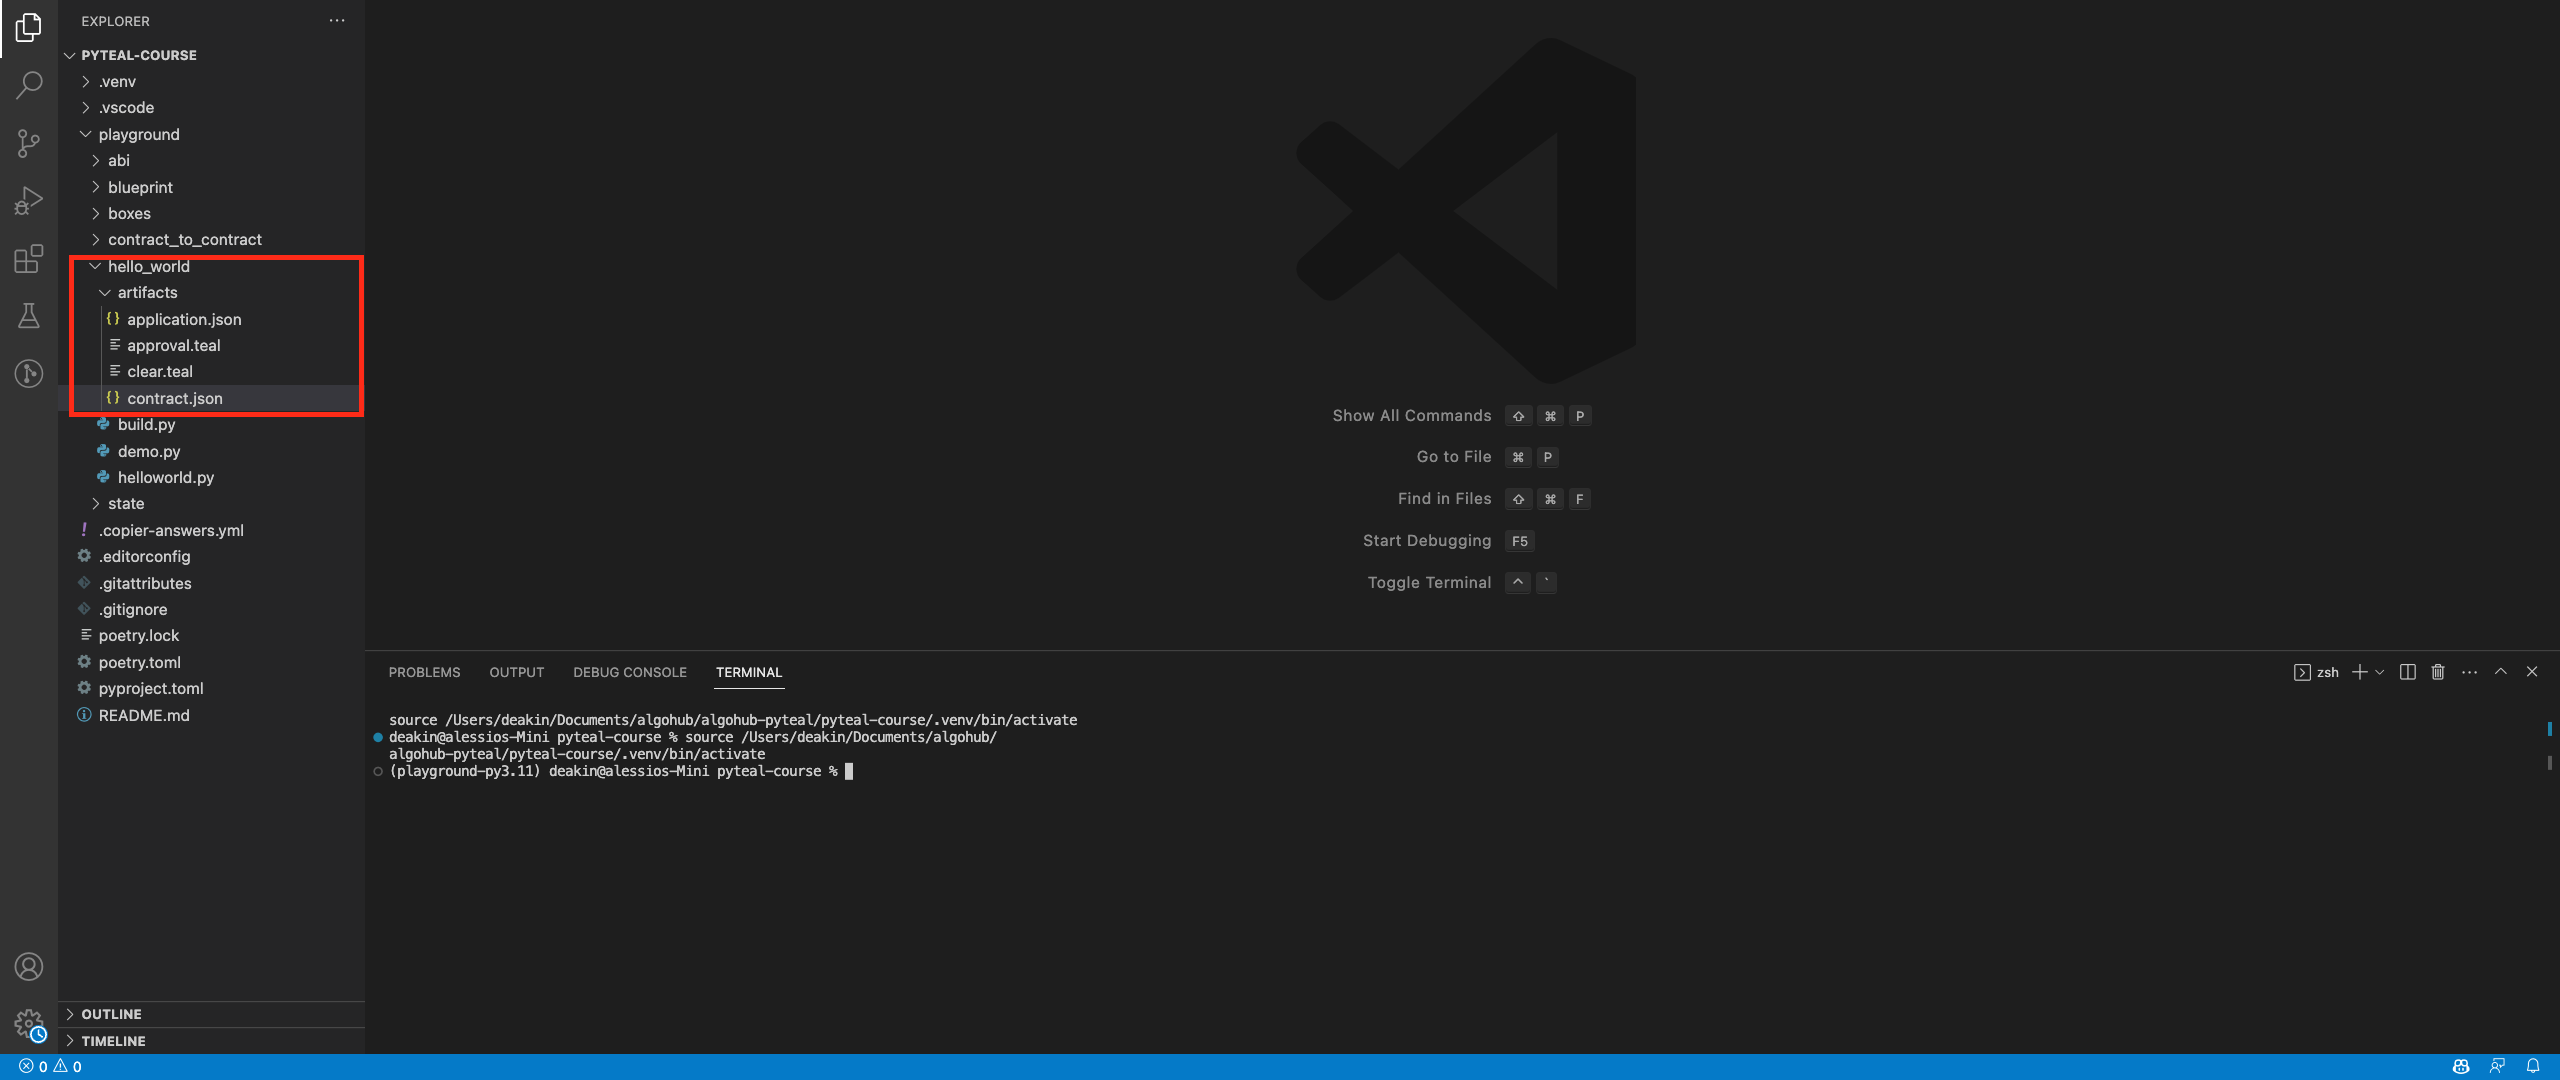 EXPLORER
PYTEAL-COURSE
.venv
.vscode
playground
abi
blueprint
boxes
contract_to_contract
hello_world
artifacts
{} application.json
approval.teal
clear.teal
{} contract.json
build.py
demo.py
helloworld.py
state
! .copier-answers.yml
.editorconfig
.gitattributes
.gitignore
poetry.lock
poetry.toml
pyproject.toml
README.md
OUTLINE
TIMELINE
Show All Commands ⇧ ⌘ P
Go to File ⌘ P
Find in Files ⇧ ⌘ F
Start Debugging F5
Toggle Terminal ^ `
PROBLEMS OUTPUT DEBUG CONSOLE TERMINAL
zsh
source /Users/deakin/Documents/algohub/algohub-pyteal/pyteal-course/.venv/bin/activate
deakin@alessios-Mini pyteal-course % source /Users/deakin/Documents/algohub/
algohub-pyteal/pyteal-course/.venv/bin/activate
(playground-py3.11) deakin@alessios-Mini pyteal-course %
0 0